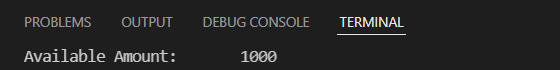 PROBLEMS OUTPUT DEBUG CONSOLE TERMINAL
Available Amount: 1000